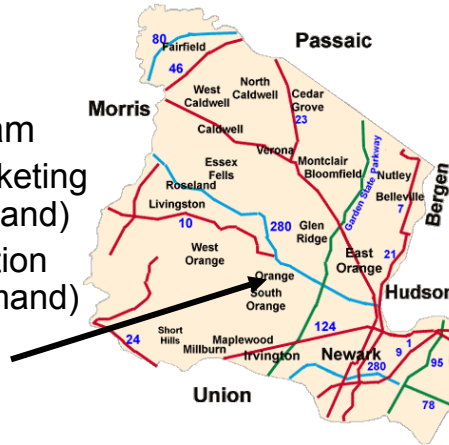 80
Fairfield
Passaic
46
North
Caldwell
West
Caldwell
Cedar
Grove
Morris
23
am
Caldwell
Verona
Montclair
Bloomfield
Garden State Parkway
Nutley
Bergen
keting
Essex
Fells
Roseland
Belleville
7
and)
Livingston
10
280
Glen
Ridge
tion
West
Orange
East
Orange
21
mand)
Orange
South
Orange
Hudson
124
24
Short
Hills
Millburn
Maplewood
Irvington
Newark
1
9
280
95
Union
78